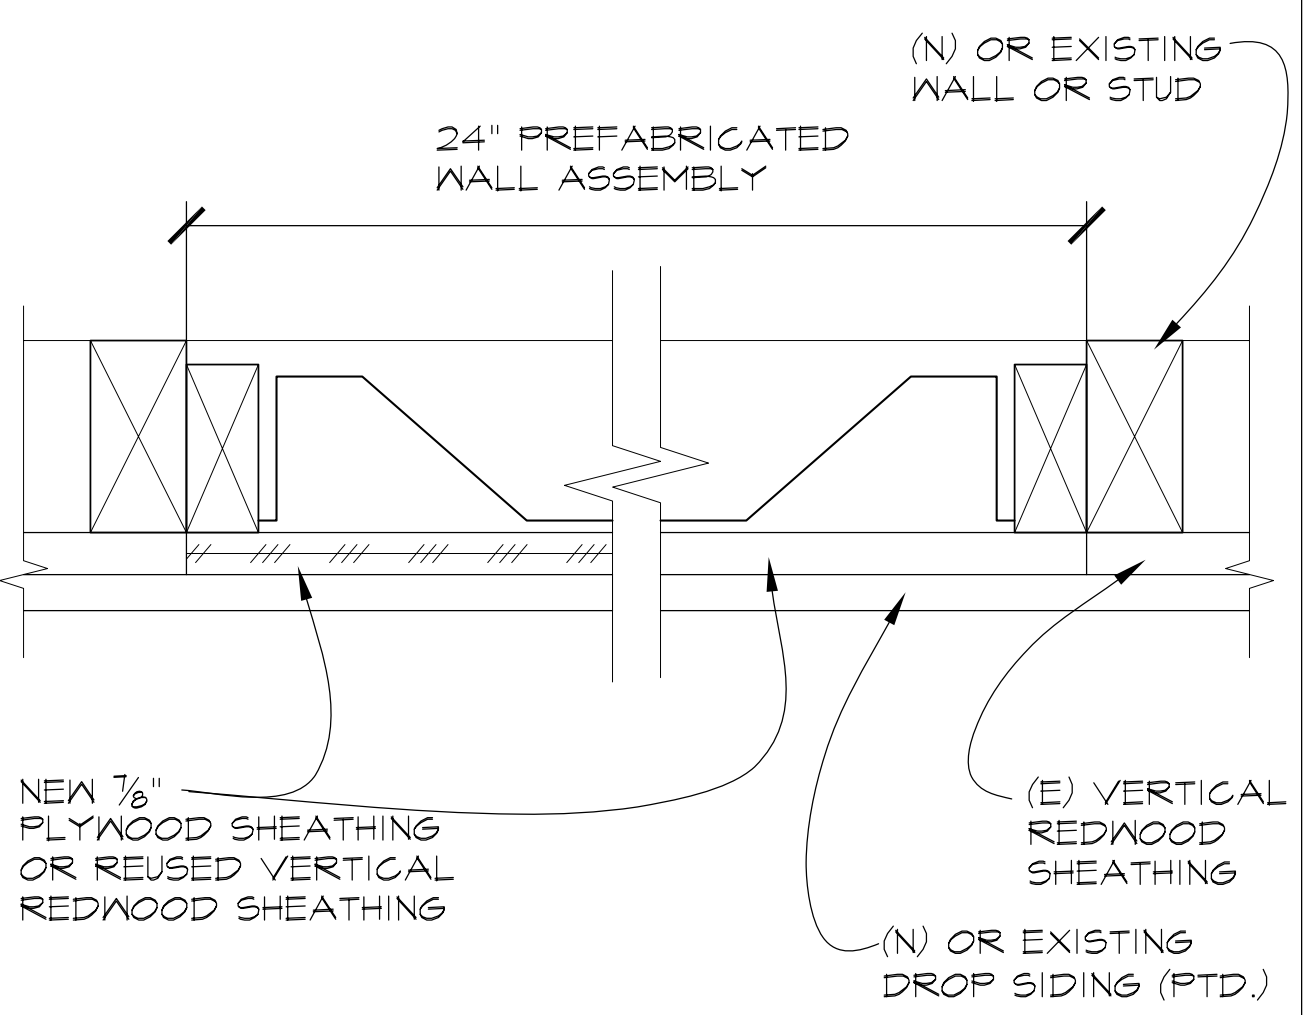 (N) OR EXISTING
WALL OR STUD
24" PREFABRICATED
WALL ASSEMBLY
NEW 7/8"
PLYWOOD SHEATHING
OR REUSED VERTICAL
REDWOOD SHEATHING
(E) VERTICAL
REDWOOD
SHEATHING
(N) OR EXISTING
DROP SIDING (PTD.)